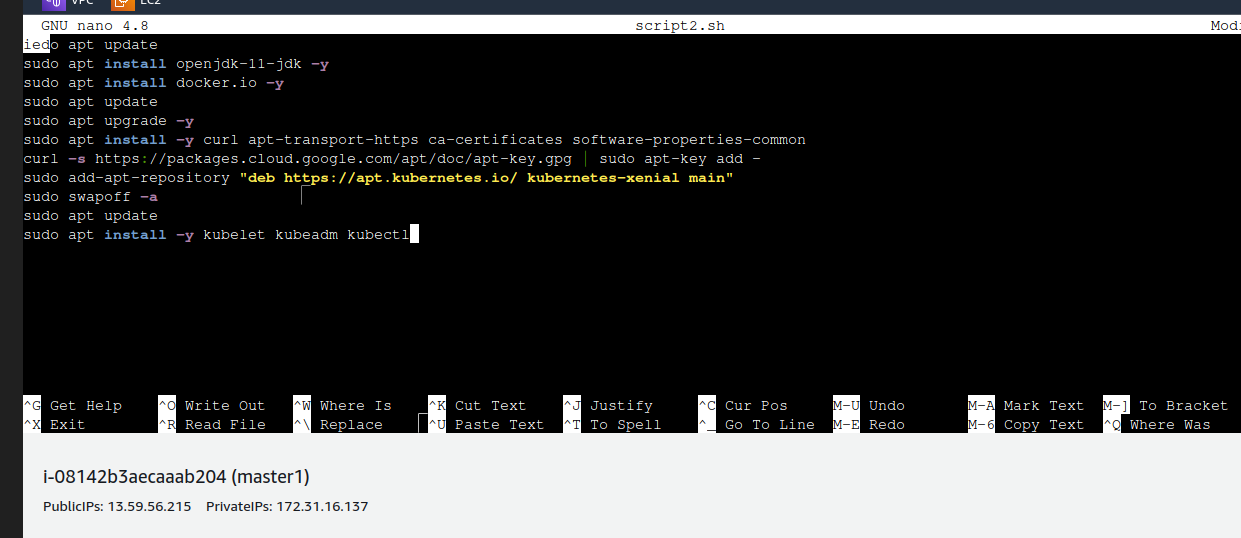 VPC EC2
GNU nano 4.8 script2.sh Modi
iedo apt update
sudo apt install openjdk-11-jdk -y
sudo apt install docker.io -y
sudo apt update
sudo apt upgrade -y
sudo apt install -y curl apt-transport-https ca-certificates software-properties-common
curl -s https://packages.cloud.google.com/apt/doc/apt-key.gpg | sudo apt-key add -
sudo add-apt-repository "deb https://apt.kubernetes.io/ kubernetes-xenial main"
sudo swapoff -a
sudo apt update
sudo apt install -y kubelet kubeadm kubectl
^G Get Help ^O Write Out ^W Where Is ^K Cut Text ^J Justify ^C Cur Pos M-U Undo M-A Mark Text M-] To Bracket
^X Exit ^R Read File ^\ Replace ^U Paste Text ^T To Spell ^_ Go To Line M-E Redo M-6 Copy Text ^Q Where Was
i-08142b3aecaaab204 (master1)
PublicIPs: 13.59.56.215 PrivateIPs: 172.31.16.137